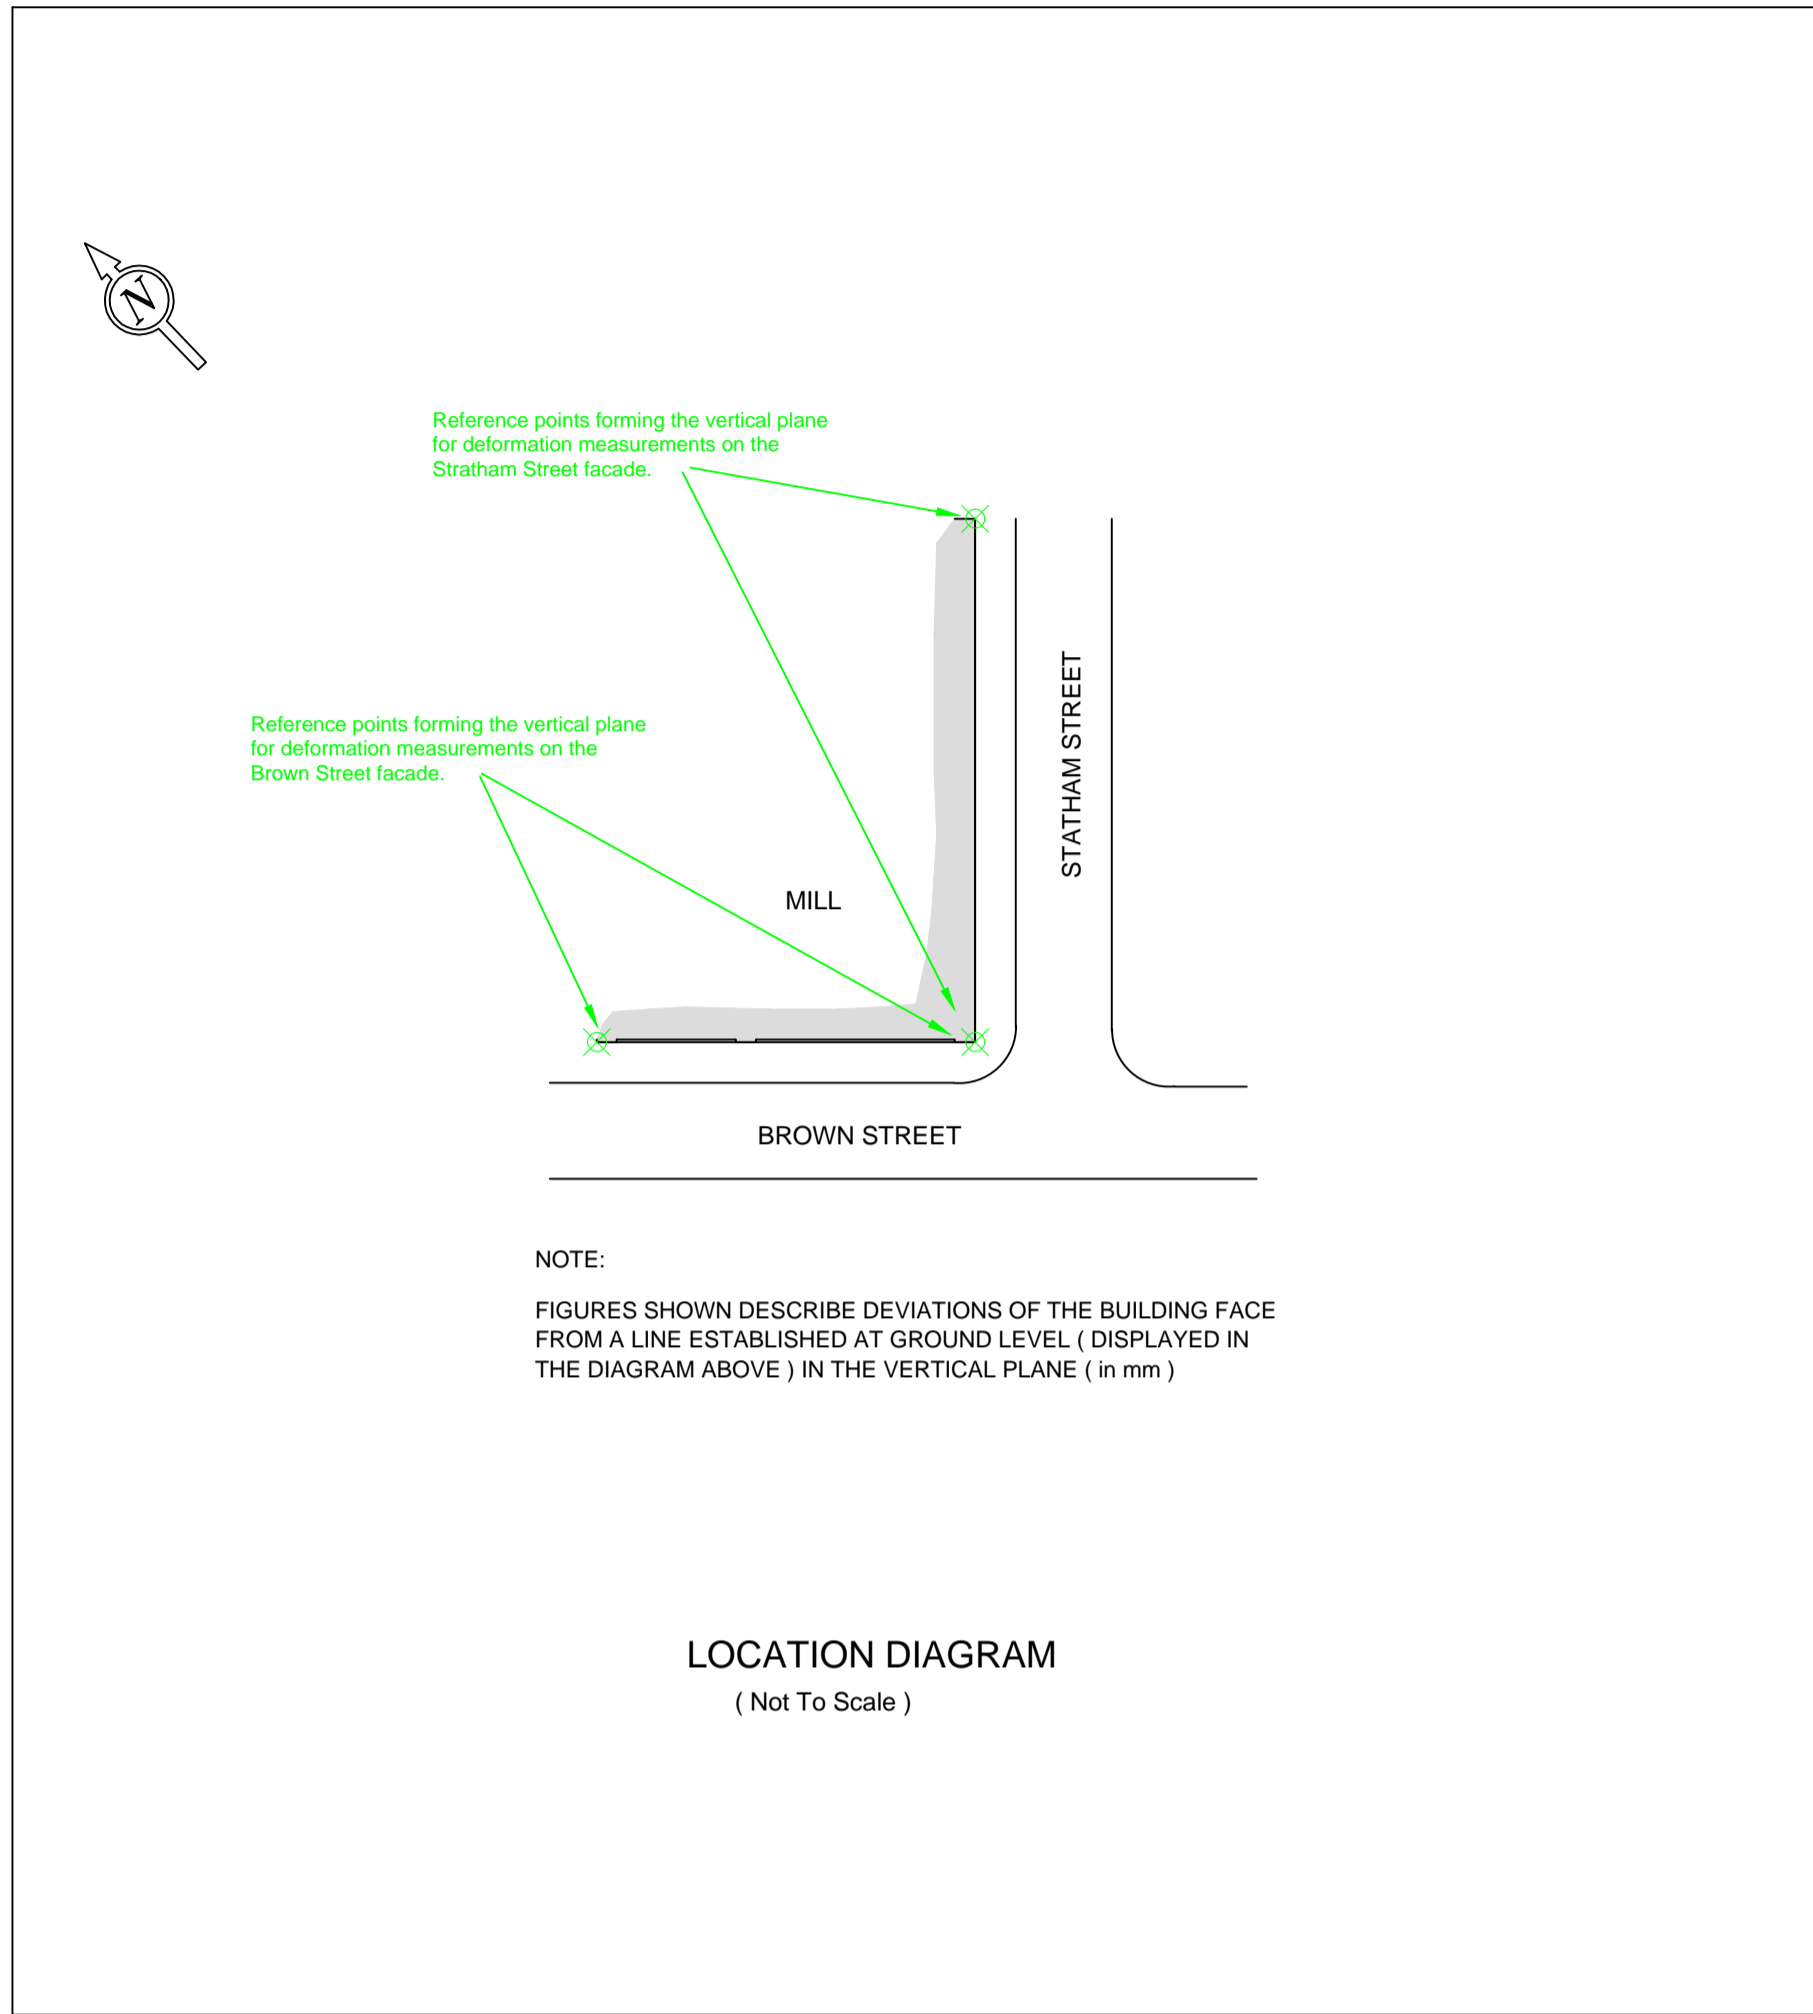 N
Reference points forming the vertical plane
for deformation measurements on the
Stratham Street facade.
Reference points forming the vertical plane
for deformation measurements on the
Brown Street facade.
STATHAM STREET
MILL
BROWN STREET
NOTE:
FIGURES SHOWN DESCRIBE DEVIATIONS OF THE BUILDING FACE
FROM A LINE ESTABLISHED AT GROUND LEVEL ( DISPLAYED IN
THE DIAGRAM ABOVE ) IN THE VERTICAL PLANE ( in mm )
LOCATION DIAGRAM
( Not To Scale )